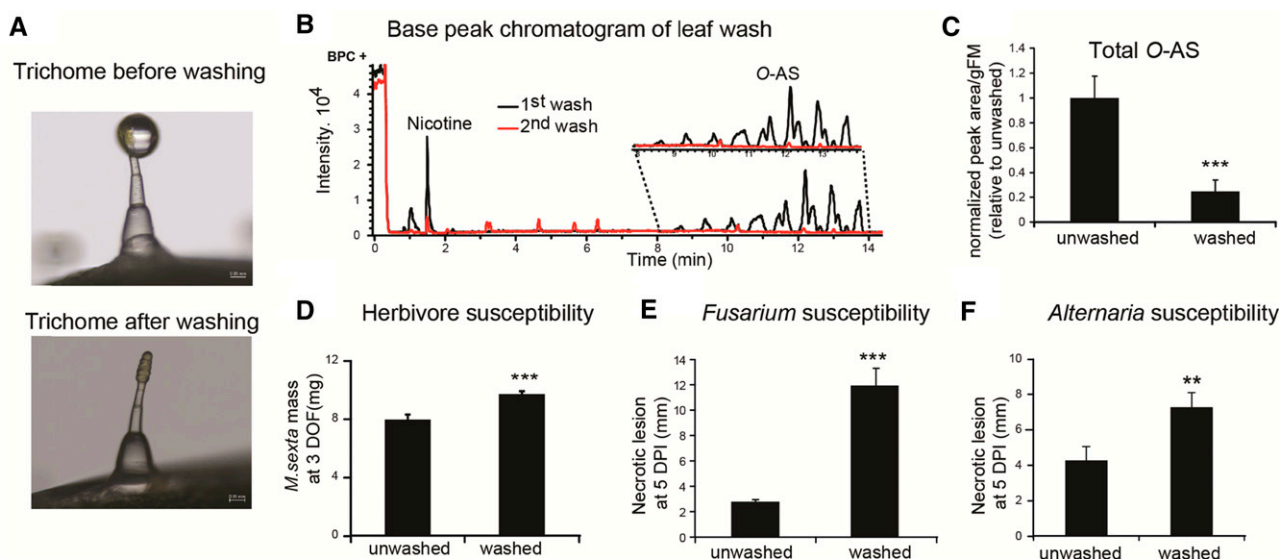 A
Trichome before washing
Trichome after washing
B
Base peak chromatogram of leaf wash
BPC +
Intensity. 10^4
4
3
2
1
0
Nicotine
1st wash
2nd wash
O-AS
10 11 12 13
0 2 4 6 8 10 12 14
Time (min)
C
Total O-AS
normalized peak area/gFM
(relative to unwashed)
1.4
1.2
1.0
0.8
0.6
0.4
0.2
0
***
unwashed washed
D
Herbivore susceptibility
M.sexta mass
at 3 DOF(mg)
12
8
4
0
***
unwashed washed
E
Fusarium susceptibility
Necrotic lesion
at 5 DPI (mm)
14
12
10
8
6
4
2
0
***
unwashed washed
F
Alternaria susceptibility
Necrotic lesion
at 5 DPI (mm)
10
8
6
4
2
0
**
unwashed washed